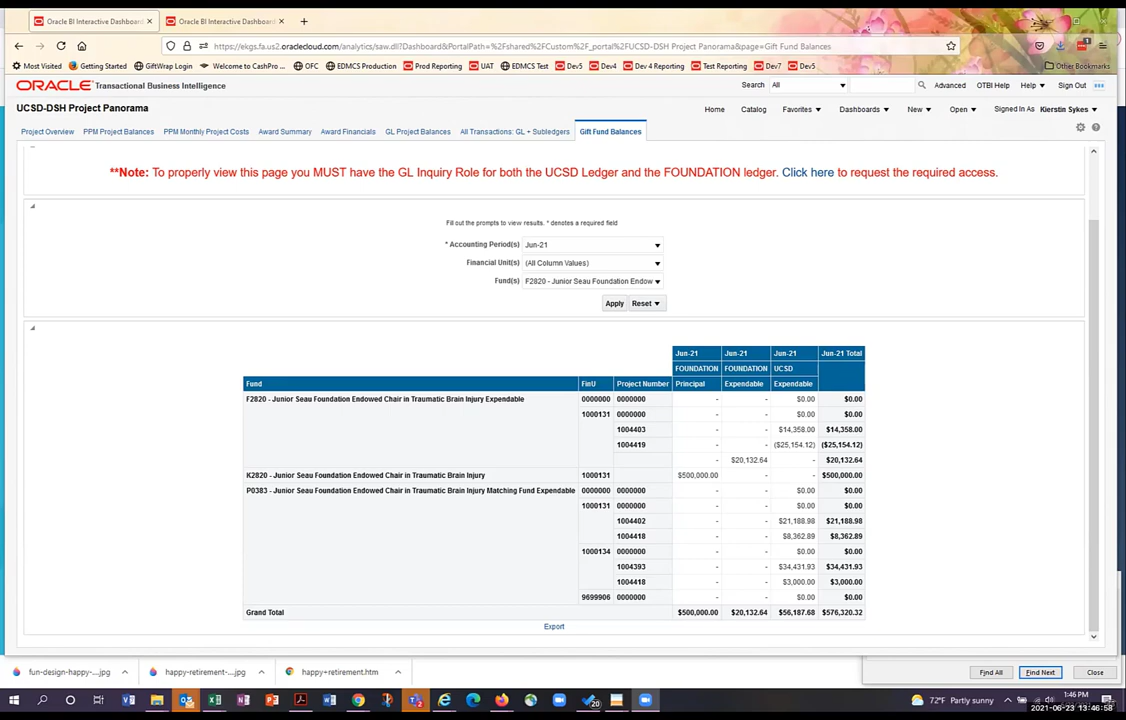 Oracle BI Interactive Dashboard × Oracle BI Interactive Dashboard × +
https://ekgs.fa.us2.oraclecloud.com/analytics/saw.dll?Dashboard&PortalPath=%2Fshared%2FCustom_portal%2FUCSD-DSH Project Panorama&page=Gift Fund Balances
Most Visited Getting Started GiftWrap Login Welcome to CashPro ... OFC EDMCS Production Prod Reporting UAT EDMCS Test Dev5 Dev4 Dev 4 Reporting Test Reporting Dev7 Dev5 Other Bookmarks
ORACLE Transactional Business Intelligence Search All Advanced OTBI Help Help Sign Out
UCSD-DSH Project Panorama Home Catalog Favorites Dashboards New Open Signed In As Kierstin Sykes
Project Overview PPM Project Balances PPM Monthly Project Costs Award Summary Award Financials GL Project Balances All Transactions: GL + Subledgers Gift Fund Balances
**Note: To properly view this page you MUST have the GL Inquiry Role for both the UCSD Ledger and the FOUNDATION ledger. Click here to request the required access.
Fill out the prompts to view results. * denotes a required field
* Accounting Period(s) Jun-21
Financial Unit(s) (All Column Values)
Fund(s) F2820 - Junior Seau Foundation Endow
Apply Reset
Jun-21 Jun-21 Jun-21 Jun-21 Total
FOUNDATION FOUNDATION UCSD
Fund FinU Project Number Principal Expendable Expendable
F2820 - Junior Seau Foundation Endowed Chair in Traumatic Brain Injury Expendable 0000000 0000000 - - $0.00 $0.00
1000131 0000000 - - $0.00 $0.00
1004403 - - $14,358.00 $14,358.00
1004419 - - ($25,154.12) ($25,154.12)
- $20,132.64 - $20,132.64
K2820 - Junior Seau Foundation Endowed Chair in Traumatic Brain Injury 1000131 $500,000.00 - - $500,000.00
P0383 - Junior Seau Foundation Endowed Chair in Traumatic Brain Injury Matching Fund Expendable 0000000 0000000 - - $0.00 $0.00
1000131 0000000 - - $0.00 $0.00
1004402 - - $21,188.98 $21,188.98
1004418 - - $8,362.89 $8,362.89
1000134 0000000 - - $0.00 $0.00
1004393 - - $34,431.93 $34,431.93
1004418 - - $3,000.00 $3,000.00
9699906 0000000 - - $0.00 $0.00
Grand Total $500,000.00 $20,132.64 $56,187.68 $576,320.32
Export
fun-design-happy-....jpg happy-retirement-....jpg happy+retirement.htm Find All Find Next Close
20 72°F Partly sunny 1:46 PM
2021-06-23 13:46:58